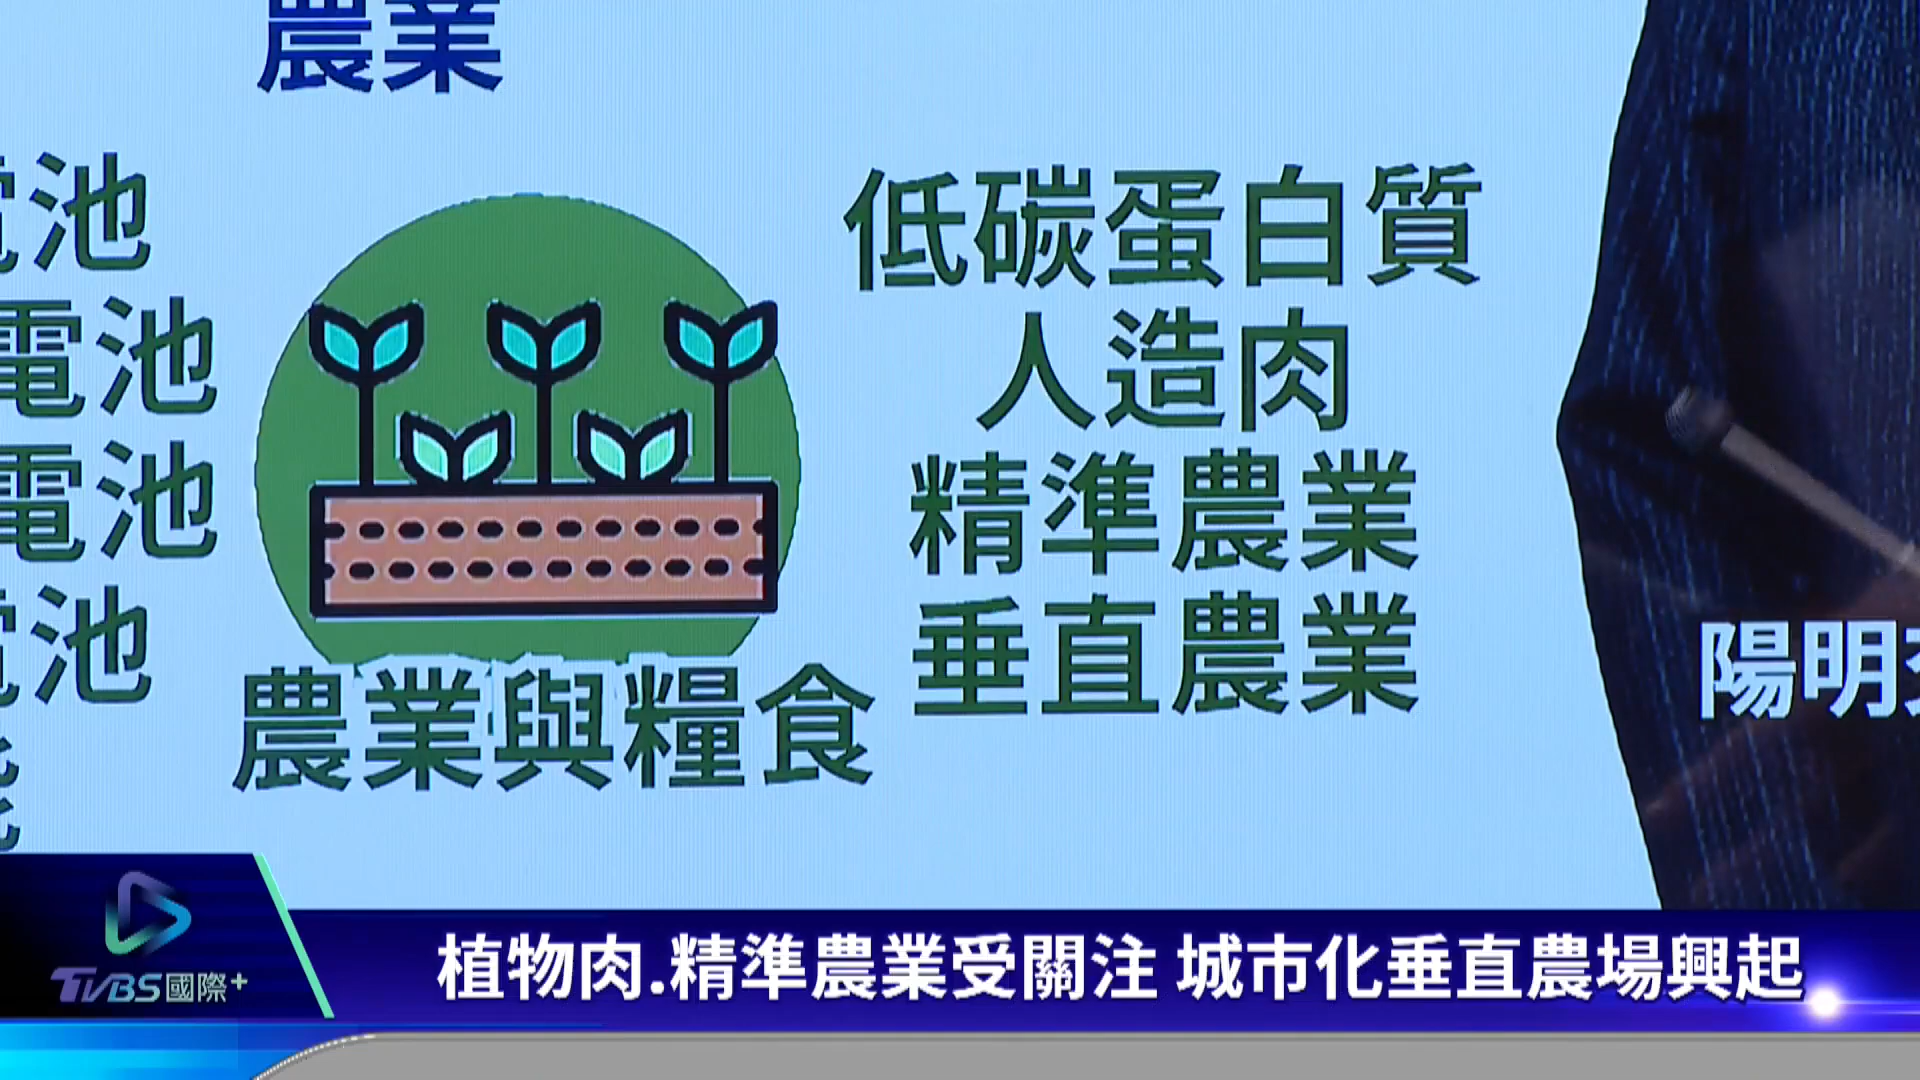 農業
電池
電池
電池
電池
低碳蛋白質
人造肉
精準農業
垂直農業
農業與糧食
陽明
植物肉.精準農業受關注 城市化垂直農場興起
TVBS國際+